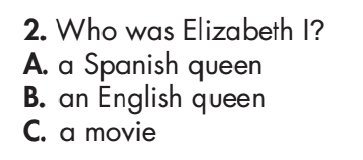 2. Who was Elizabeth I?
A. a Spanish queen
B. an English queen
C. a movie